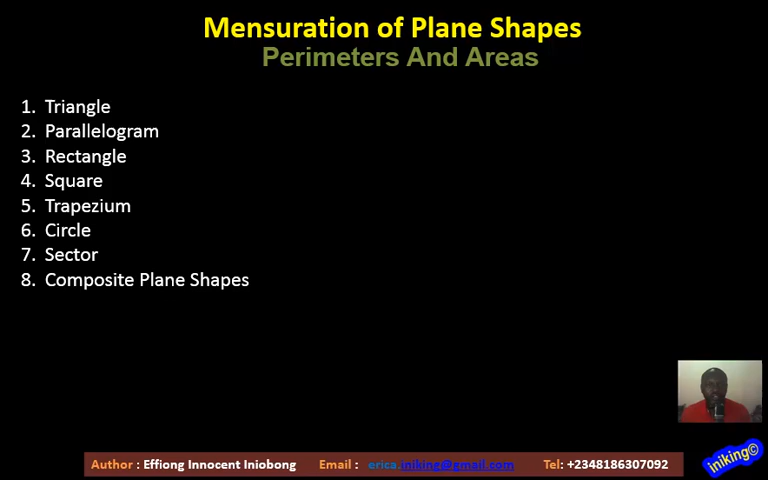 Mensuration of Plane Shapes
Perimeters And Areas
1. Triangle
2. Parallelogram
3. Rectangle
4. Square
5. Trapezium
6. Circle
7. Sector
8. Composite Plane Shapes
Author : Effiong Innocent Iniobong Email : erica.iniking@gmail.com Tel: +2348186307092
iniking©